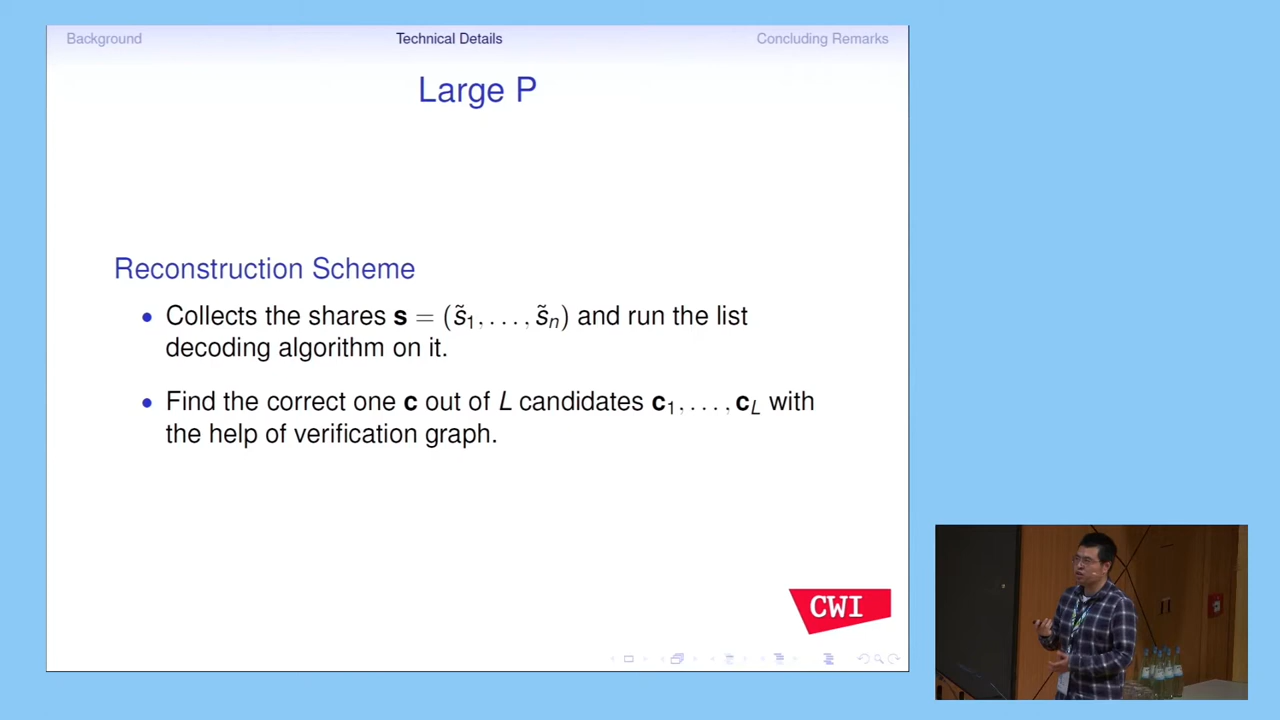 Background Technical Details Concluding Remarks
Large P
Reconstruction Scheme
• Collects the shares s = (s̃₁, . . . , s̃ₙ) and run the list
decoding algorithm on it.
• Find the correct one c out of L candidates c₁, . . . , c_L with
the help of verification graph.
CWI